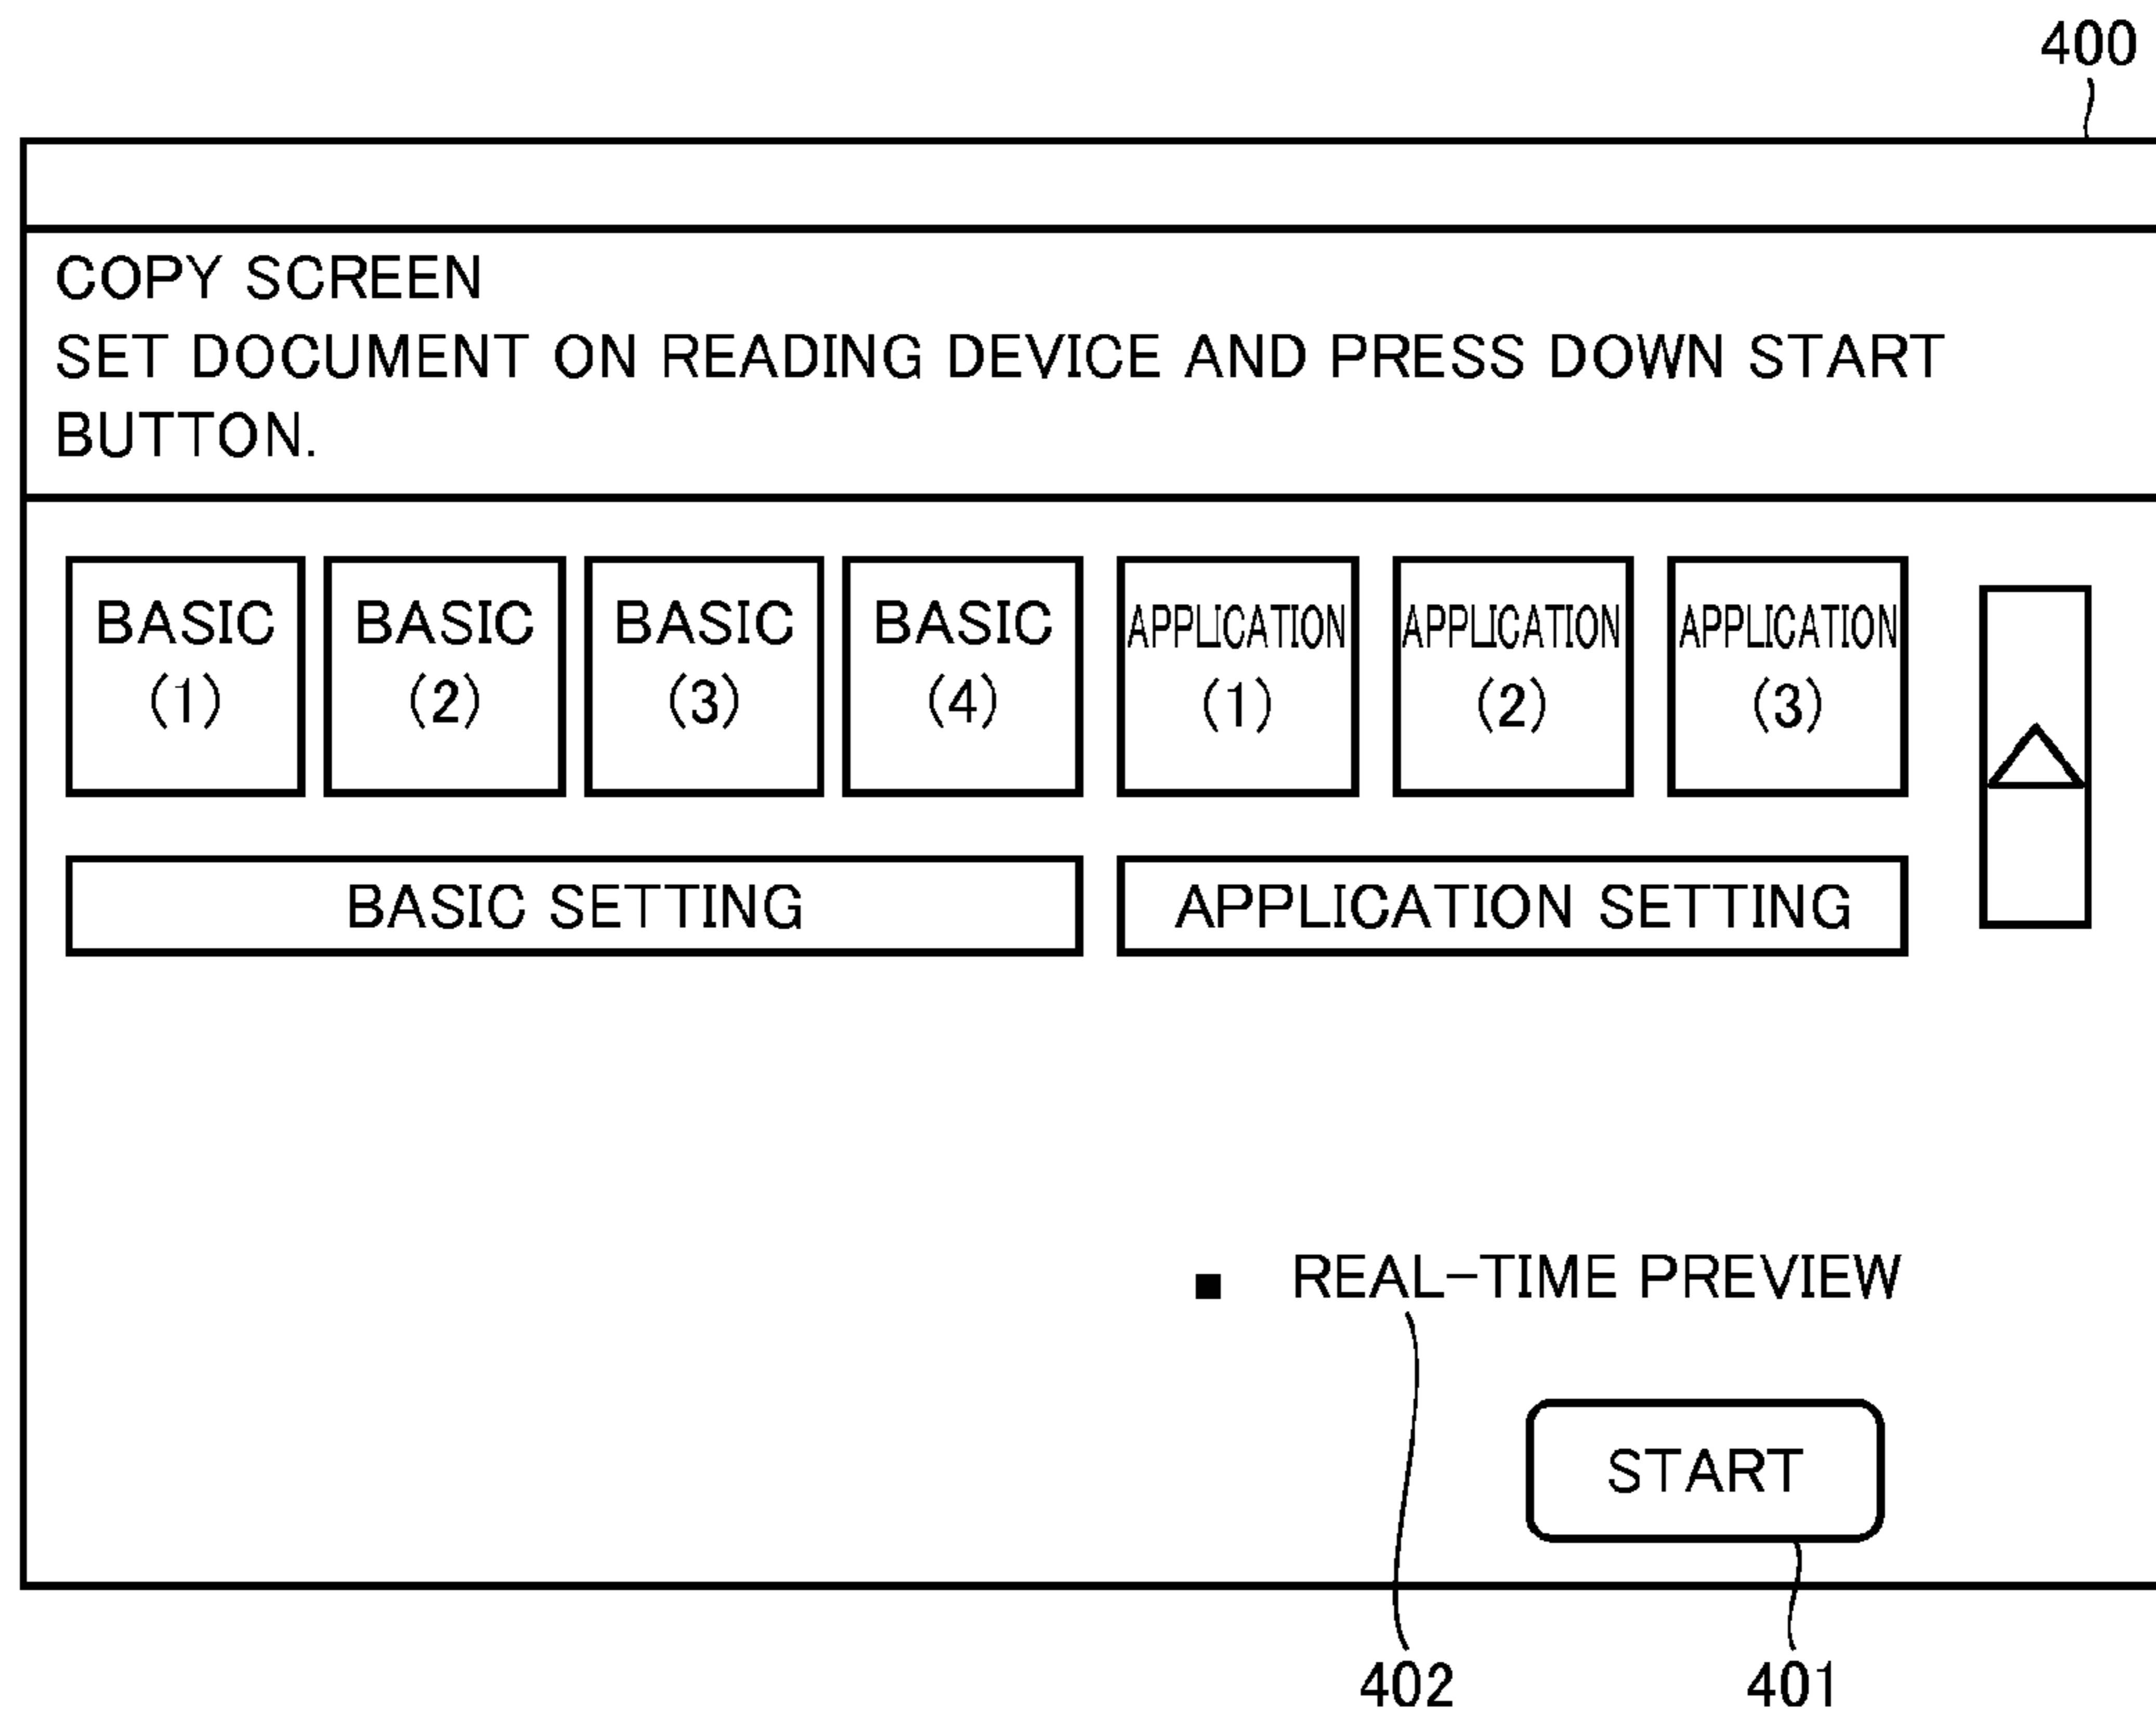 400
COPY SCREEN
SET DOCUMENT ON READING DEVICE AND PRESS DOWN START
BUTTON.
BASIC
(1)
BASIC
(2)
BASIC
(3)
BASIC
(4)
APPLICATION
(1)
APPLICATION
(2)
APPLICATION
(3)
BASIC SETTING
APPLICATION SETTING
■ REAL-TIME PREVIEW
START
402
401